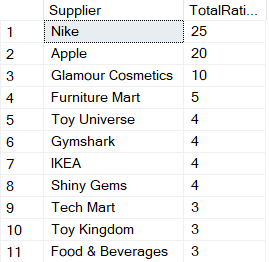 Supplier TotalRati...
1 Nike 25
2 Apple 20
3 Glamour Cosmetics 10
4 Furniture Mart 5
5 Toy Universe 4
6 Gymshark 4
7 IKEA 4
8 Shiny Gems 4
9 Tech Mart 3
10 Toy Kingdom 3
11 Food & Beverages 3